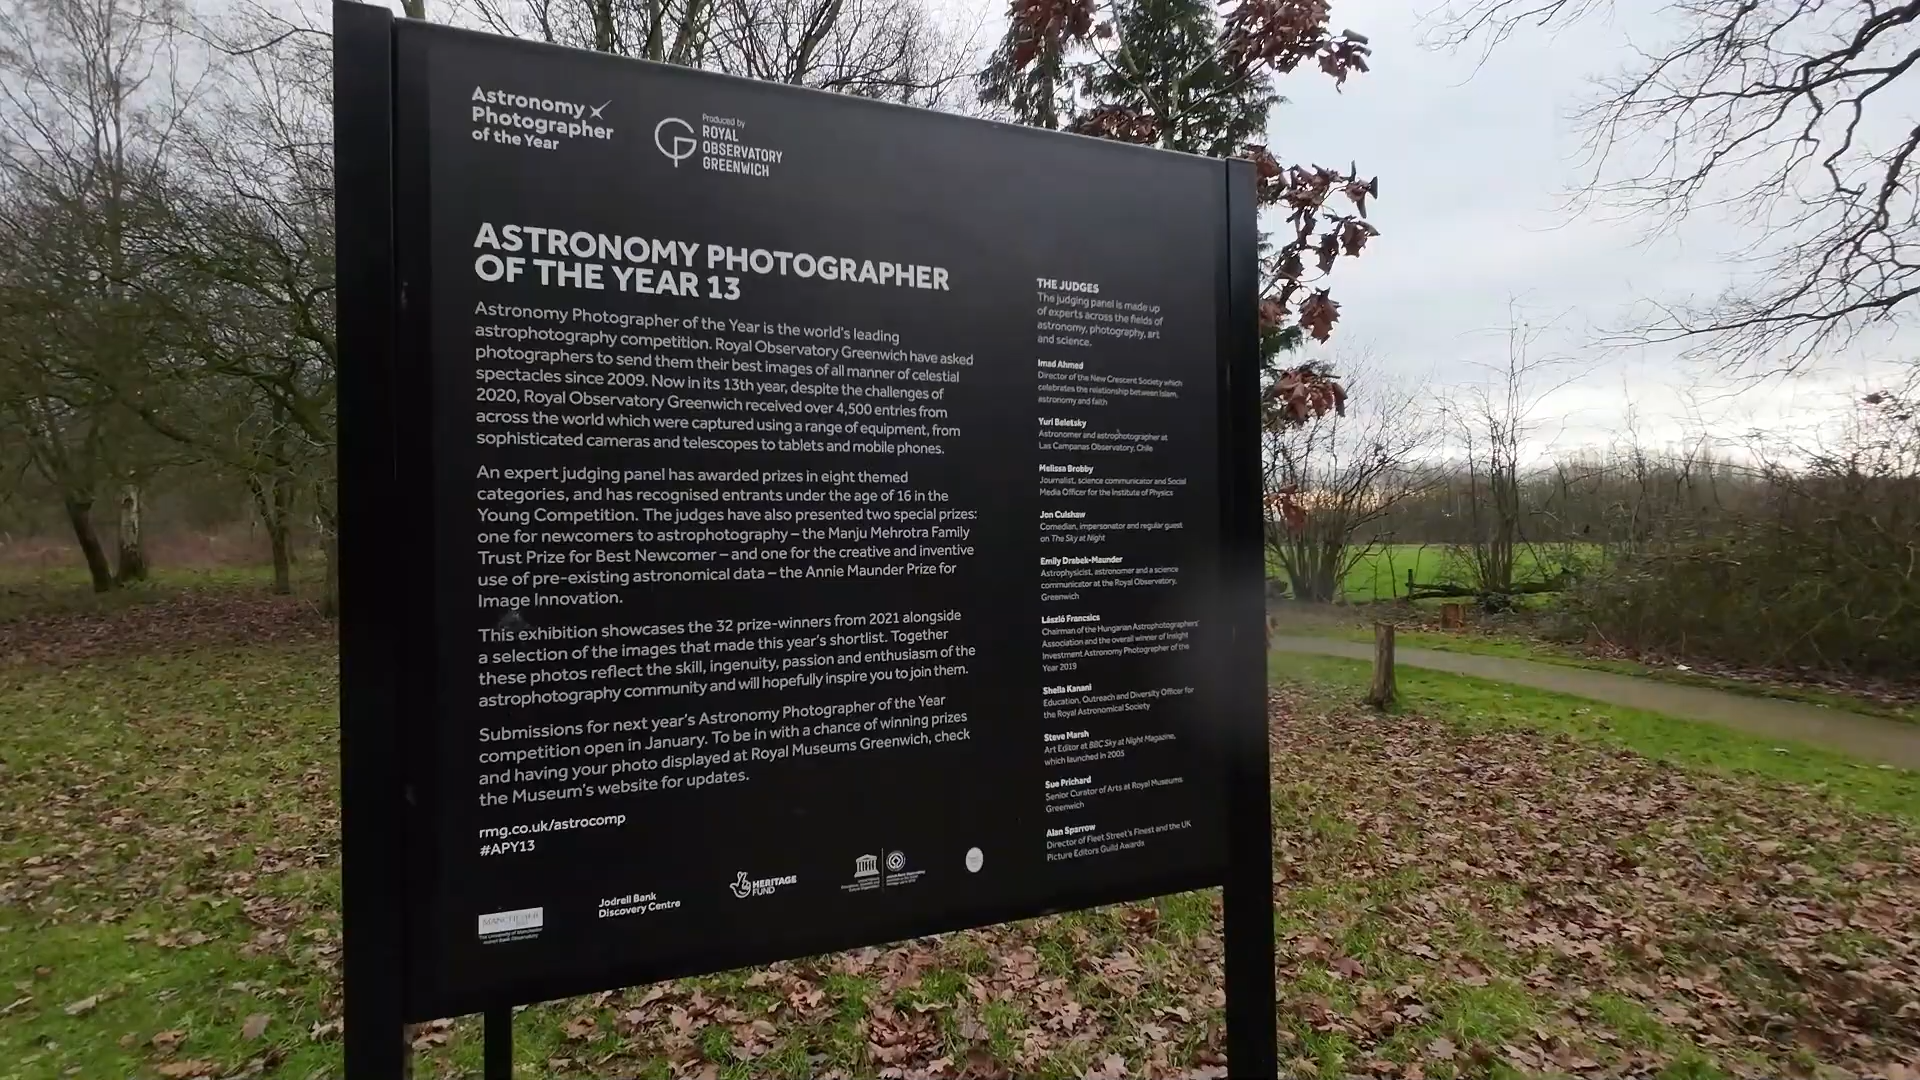 Astronomy
Photographer
of the Year
Produced by
ROYAL
OBSERVATORY
GREENWICH
ASTRONOMY PHOTOGRAPHER
OF THE YEAR 13
Astronomy Photographer of the Year is the world's leading
astrophotography competition. Royal Observatory Greenwich have asked
photographers to send them their best images of all manner of celestial
spectacles since 2009. Now in its 13th year, despite the challenges of
2020, Royal Observatory Greenwich received over 4,500 entries from
across the world which were captured using a range of equipment, from
sophisticated cameras and telescopes to tablets and mobile phones.
An expert judging panel has awarded prizes in eight themed
categories, and has recognised entrants under the age of 16 in the
Young Competition. The judges have also presented two special prizes:
one for newcomers to astrophotography – the Manju Mehrotra Family
Trust Prize for Best Newcomer – and one for the creative and inventive
use of pre-existing astronomical data – the Annie Maunder Prize for
Image Innovation.
This exhibition showcases the 32 prize-winners from 2021 alongside
a selection of the images that made this year's shortlist. Together
these photos reflect the skill, ingenuity, passion and enthusiasm of the
astrophotography community and will hopefully inspire you to join them.
Submissions for next year's Astronomy Photographer of the Year
competition open in January. To be in with a chance of winning prizes
and having your photo displayed at Royal Museums Greenwich, check
the Museum's website for updates.
rmg.co.uk/astrocomp
#APY13
THE JUDGES
The judging panel is made up
of experts across the fields of
astronomy, photography, art
and science.
Imad Ahmed
Director of the New Crescent Society which
celebrates the relationship between Islam,
astronomy and faith
Yuri Beletsky
Astronomer and astrophotographer at
Las Campanas Observatory, Chile
Melissa Brobby
Journalist, science communicator and Social
Media Officer for the Institute of Physics
Jon Culshaw
Comedian, impersonator and regular guest
on The Sky at Night
Emily Drabek-Maunder
Astrophysicist, astronomer and a science
communicator at the Royal Observatory,
Greenwich
László Francsics
Chairman of the Hungarian Astrophotographers'
Association and the overall winner of Insight
Investment Astronomy Photographer of the
Year 2019
Sheila Kanani
Education, Outreach and Diversity Officer for
the Royal Astronomical Society
Steve Marsh
Art Editor at BBC Sky at Night Magazine,
which launched in 2005
Sue Prichard
Senior Curator of Arts at Royal Museums
Greenwich
Alan Sparrow
Director of Fleet Street's Finest and the UK
Picture Editors Guild Awards
MANCHESTER
The University of Manchester
Jodrell Bank Observatory
Jodrell Bank
Discovery Centre
HERITAGE
FUND